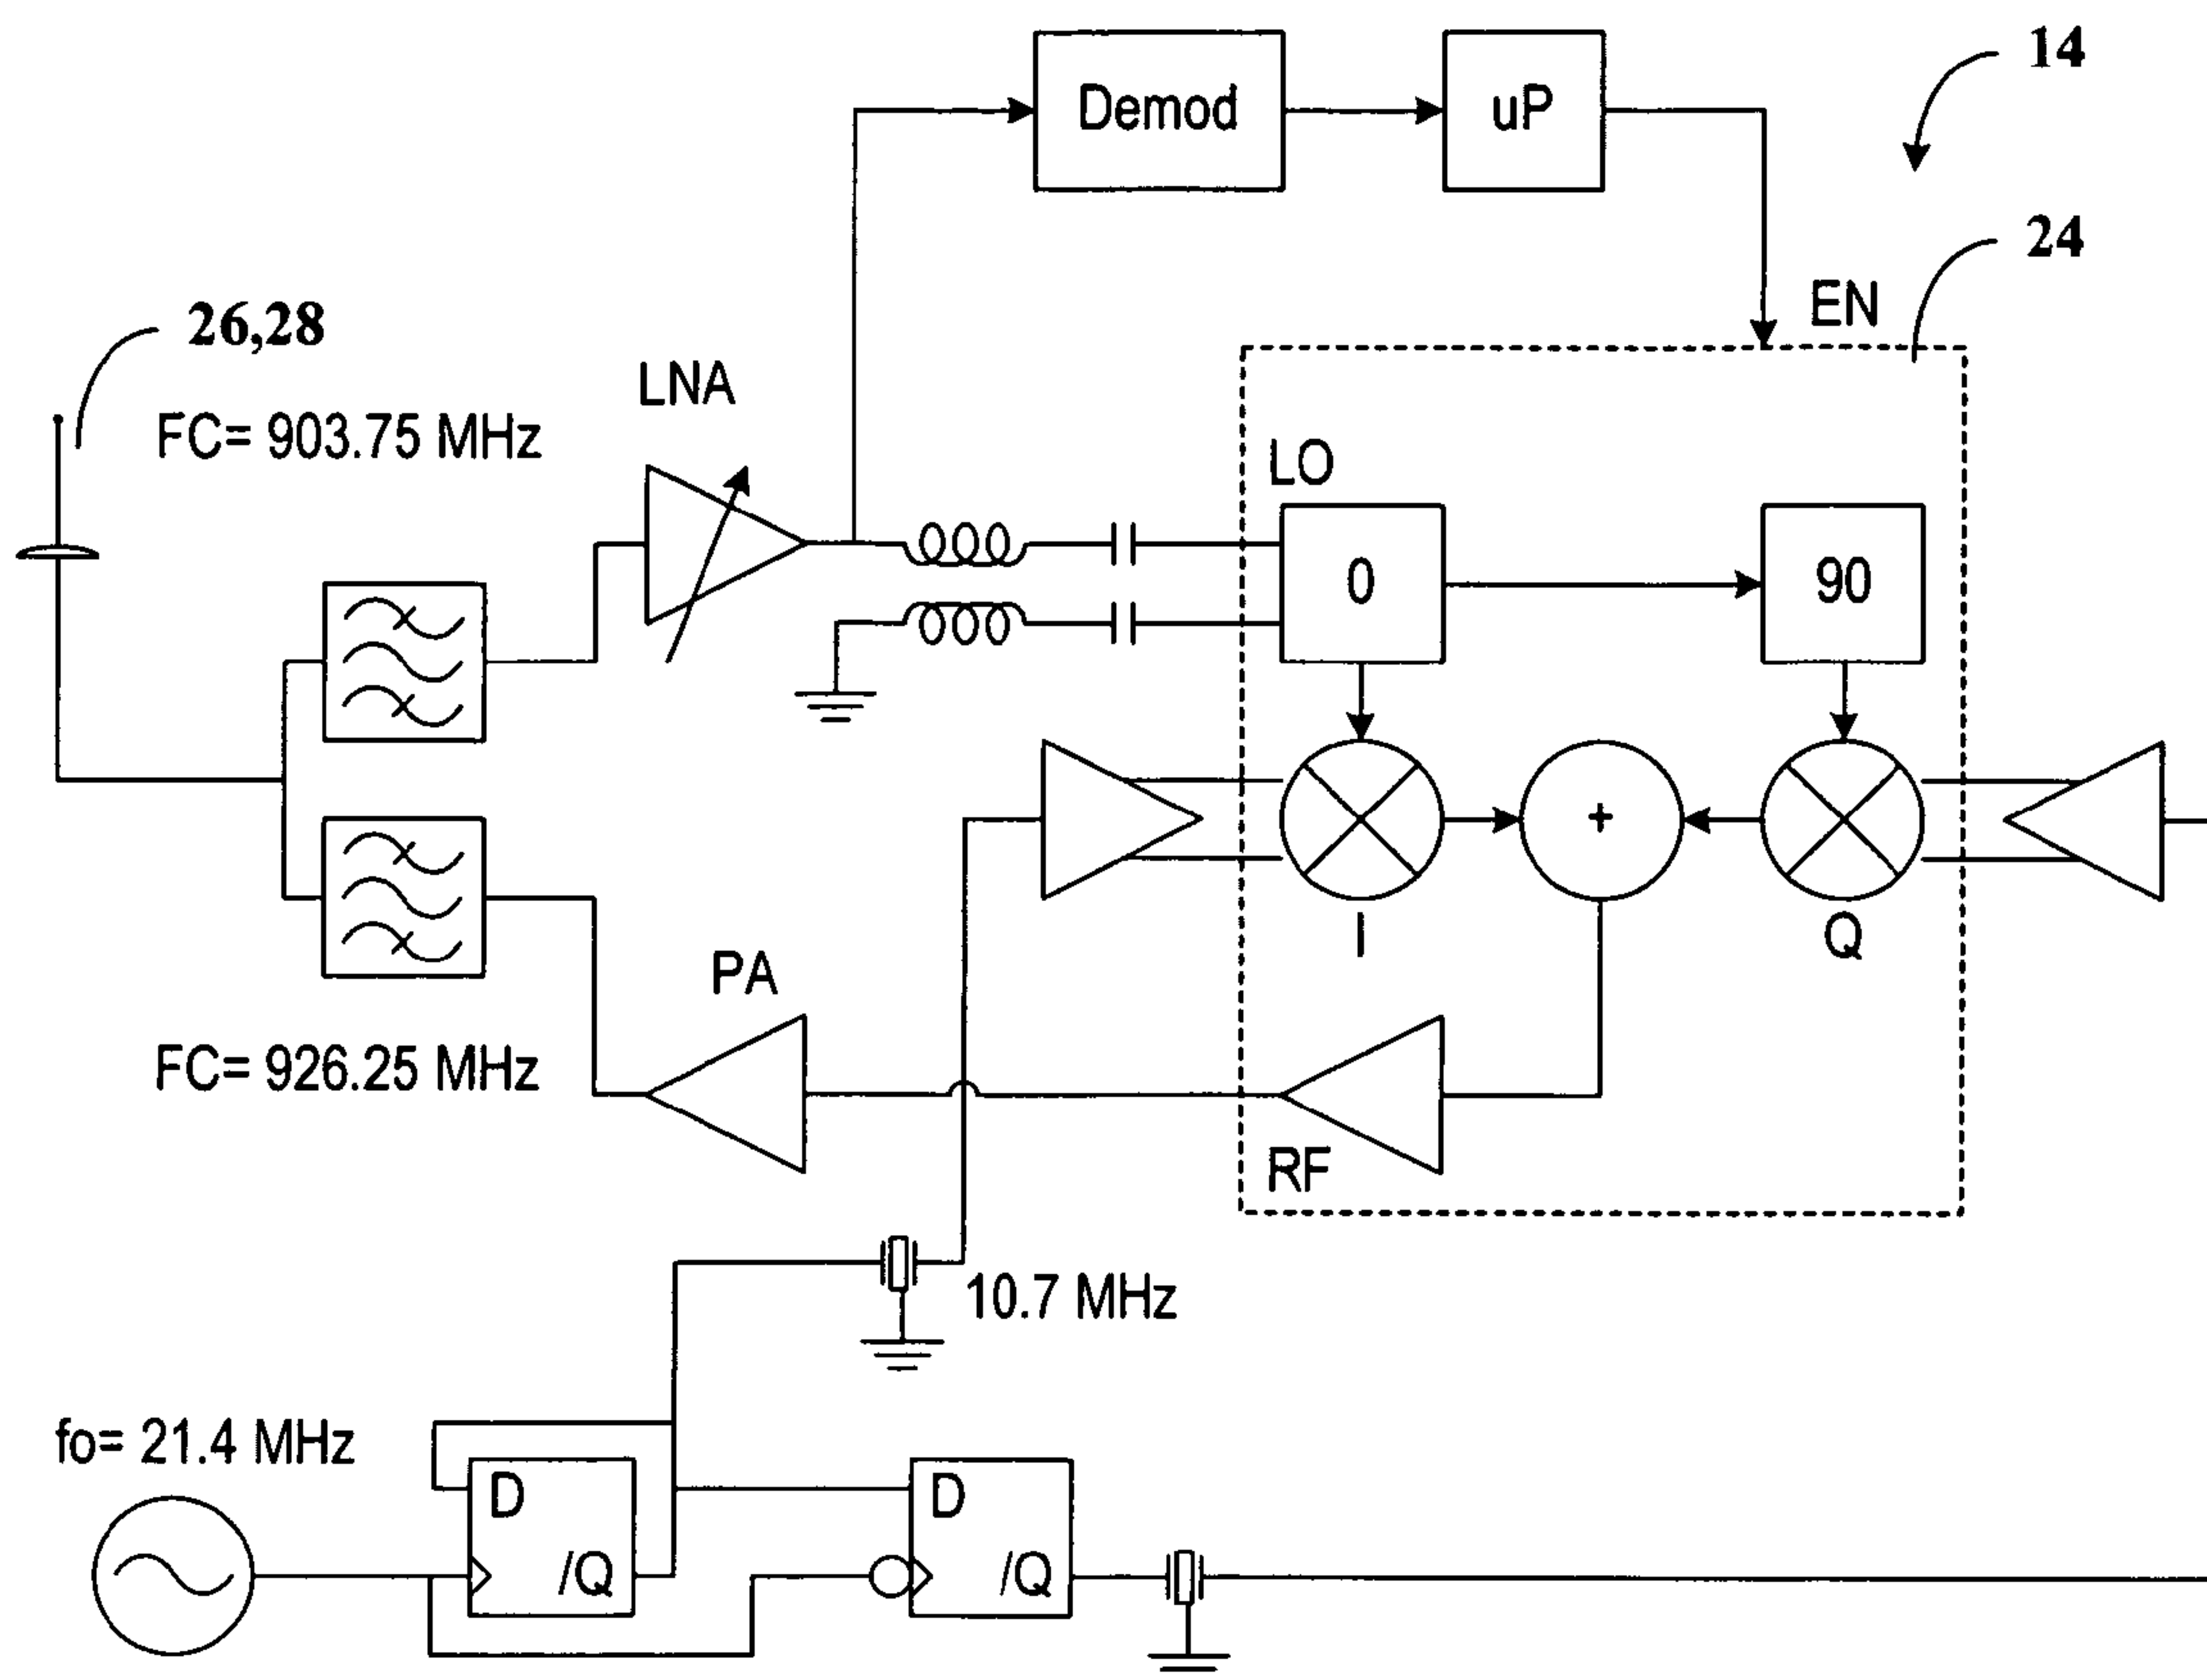 14
Demod
uP
24
EN
26,28
LNA
FC= 903.75 MHz
LO
0
90
+
I
Q
PA
FC= 926.25 MHz
RF
10.7 MHz
fo= 21.4 MHz
D
/Q
D
/Q